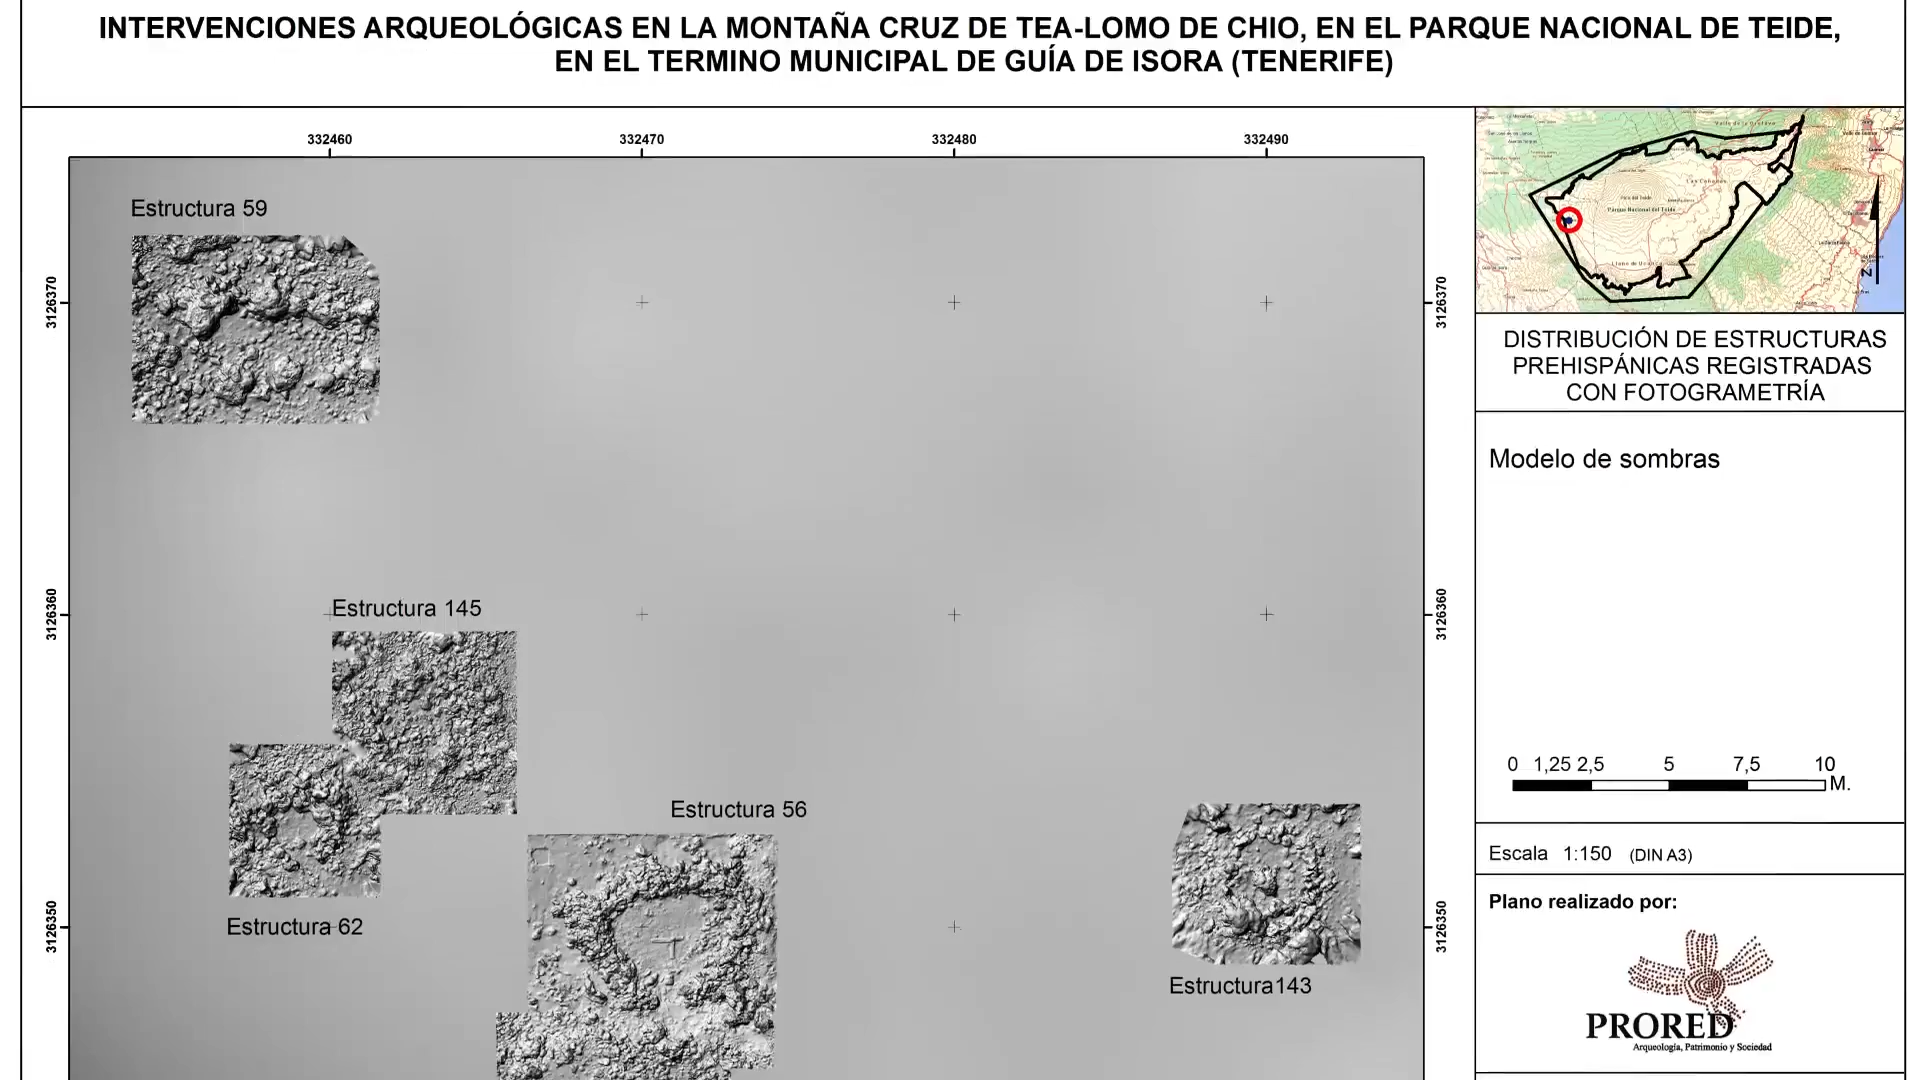 INTERVENCIONES ARQUEOLÓGICAS EN LA MONTAÑA CRUZ DE TEA-LOMO DE CHIO, EN EL PARQUE NACIONAL DE TEIDE,
EN EL TERMINO MUNICIPAL DE GUÍA DE ISORA (TENERIFE)
332460 332470 332480 332490
Estructura 59
3126370
3126370
Estructura 145
3126360
3126360
Estructura 56
Estructura 62
3126350
3126350
Estructura143
Parque Nacional del Teide
N
DISTRIBUCIÓN DE ESTRUCTURAS
PREHISPÁNICAS REGISTRADAS
CON FOTOGRAMETRÍA
Modelo de sombras
0 1,25 2,5 5 7,5 10
M.
Escala 1:150 (DIN A3)
Plano realizado por:
PRORED
Arqueología, Patrimonio y Sociedad